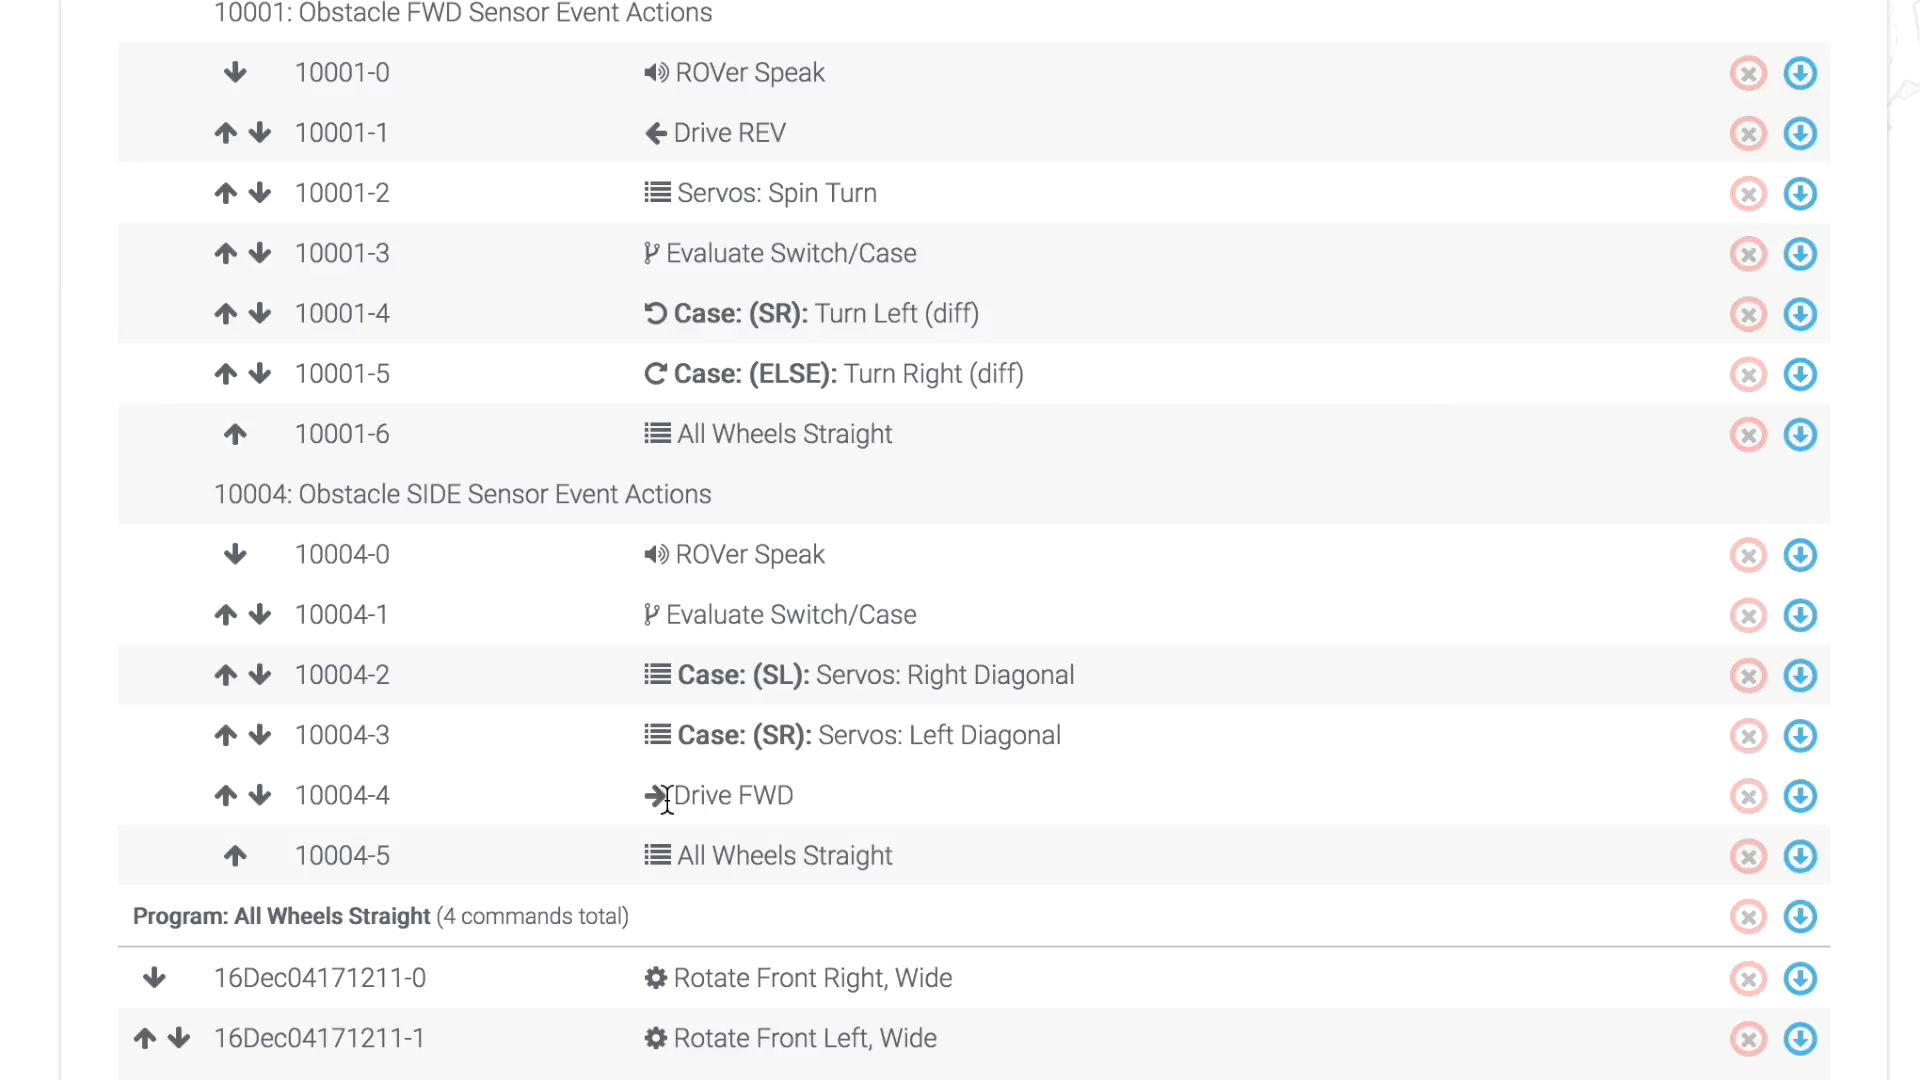 10001: Obstacle FWD Sensor Event Actions
10001-0 ROVer Speak
10001-1 Drive REV
10001-2 Servos: Spin Turn
10001-3 Evaluate Switch/Case
10001-4 Case: (SR): Turn Left (diff)
10001-5 Case: (ELSE): Turn Right (diff)
10001-6 All Wheels Straight
10004: Obstacle SIDE Sensor Event Actions
10004-0 ROVer Speak
10004-1 Evaluate Switch/Case
10004-2 Case: (SL): Servos: Right Diagonal
10004-3 Case: (SR): Servos: Left Diagonal
10004-4 Drive FWD
10004-5 All Wheels Straight
Program: All Wheels Straight (4 commands total)
16Dec04171211-0 Rotate Front Right, Wide
16Dec04171211-1 Rotate Front Left, Wide